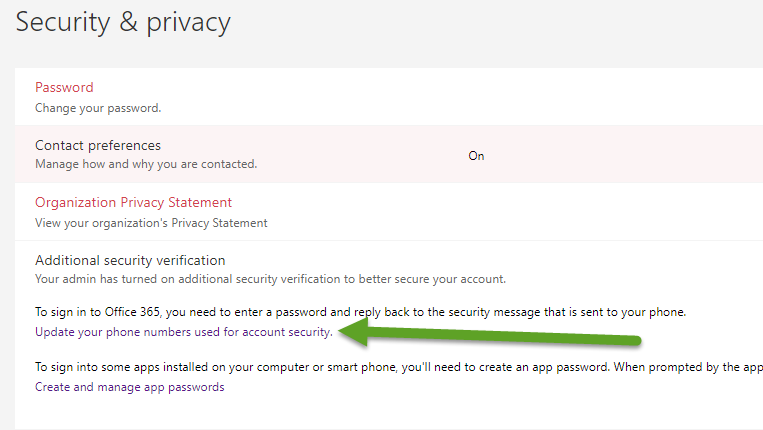 Security & privacy
Password
Change your password.
Contact preferences
On
Manage how and why you are contacted.
Organization Privacy Statement
View your organization's Privacy Statement
Additional security verification
Your admin has turned on additional security verification to better secure your account.
To sign in to Office 365, you need to enter a password and reply back to the security message that is sent to your phone.
Update your phone numbers used for account security.
To sign into some apps installed on your computer or smart phone, you'll need to create an app password. When prompted by the app
Create and manage app passwords